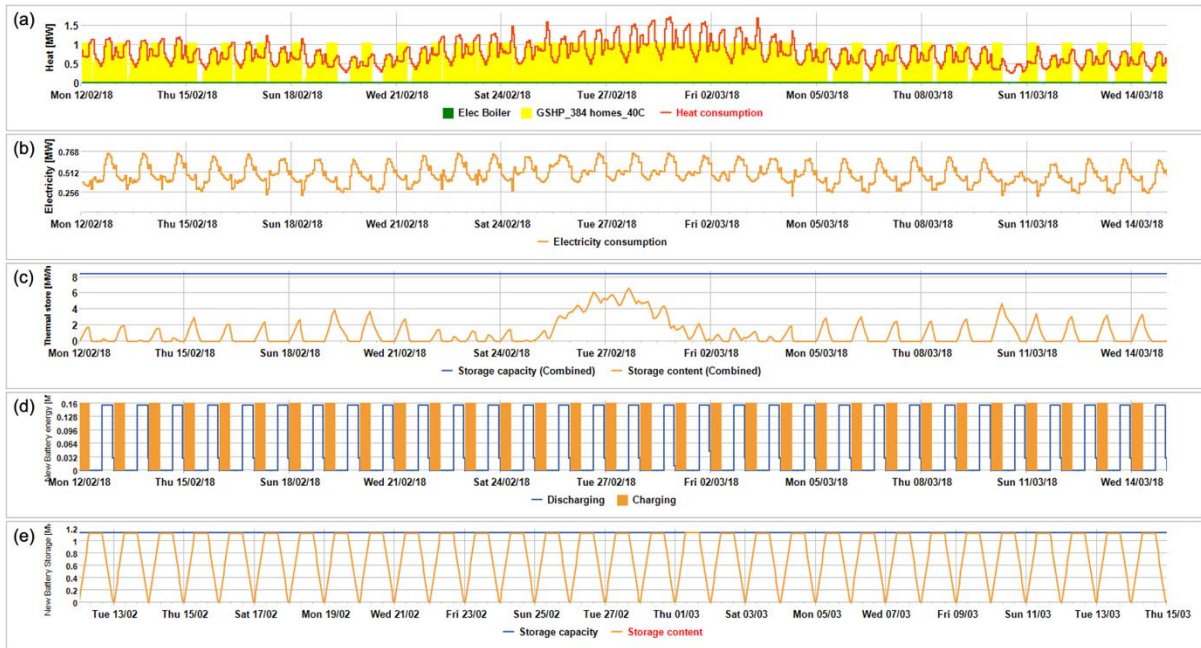 (a)
Heat [MW]
1.5
1
0.5
0
Mon 12/02/18 Thu 15/02/18 Sun 18/02/18 Wed 21/02/18 Sat 24/02/18 Tue 27/02/18 Fri 02/03/18 Mon 05/03/18 Thu 08/03/18 Sun 11/03/18 Wed 14/03/18
Elec Boiler GSHP_384 homes_40C Heat consumption
(b)
Electricity [MW]
0.768
0.512
0.256
Mon 12/02/18 Thu 15/02/18 Sun 18/02/18 Wed 21/02/18 Sat 24/02/18 Tue 27/02/18 Fri 02/03/18 Mon 05/03/18 Thu 08/03/18 Sun 11/03/18 Wed 14/03/18
Electricity consumption
(c)
Thermal store [MWh
8
6
4
2
0
Mon 12/02/18 Thu 15/02/18 Sun 18/02/18 Wed 21/02/18 Sat 24/02/18 Tue 27/02/18 Fri 02/03/18 Mon 05/03/18 Thu 08/03/18 Sun 11/03/18 Wed 14/03/18
Storage capacity (Combined) Storage content (Combined)
(d)
New Battery energy [M
0.16
0.128
0.096
0.064
0.032
0
Mon 12/02/18 Thu 15/02/18 Sun 18/02/18 Wed 21/02/18 Sat 24/02/18 Tue 27/02/18 Fri 02/03/18 Mon 05/03/18 Thu 08/03/18 Sun 11/03/18 Wed 14/03/18
Discharging Charging
(e)
New Battery Storage
1.2
1
0.8
0.6
0.4
0.2
0
Tue 13/02 Thu 15/02 Sat 17/02 Mon 19/02 Wed 21/02 Fri 23/02 Sun 25/02 Tue 27/02 Thu 01/03 Sat 03/03 Mon 05/03 Wed 07/03 Fri 09/03 Sun 11/03 Tue 13/03 Thu 15/03
Storage capacity Storage content